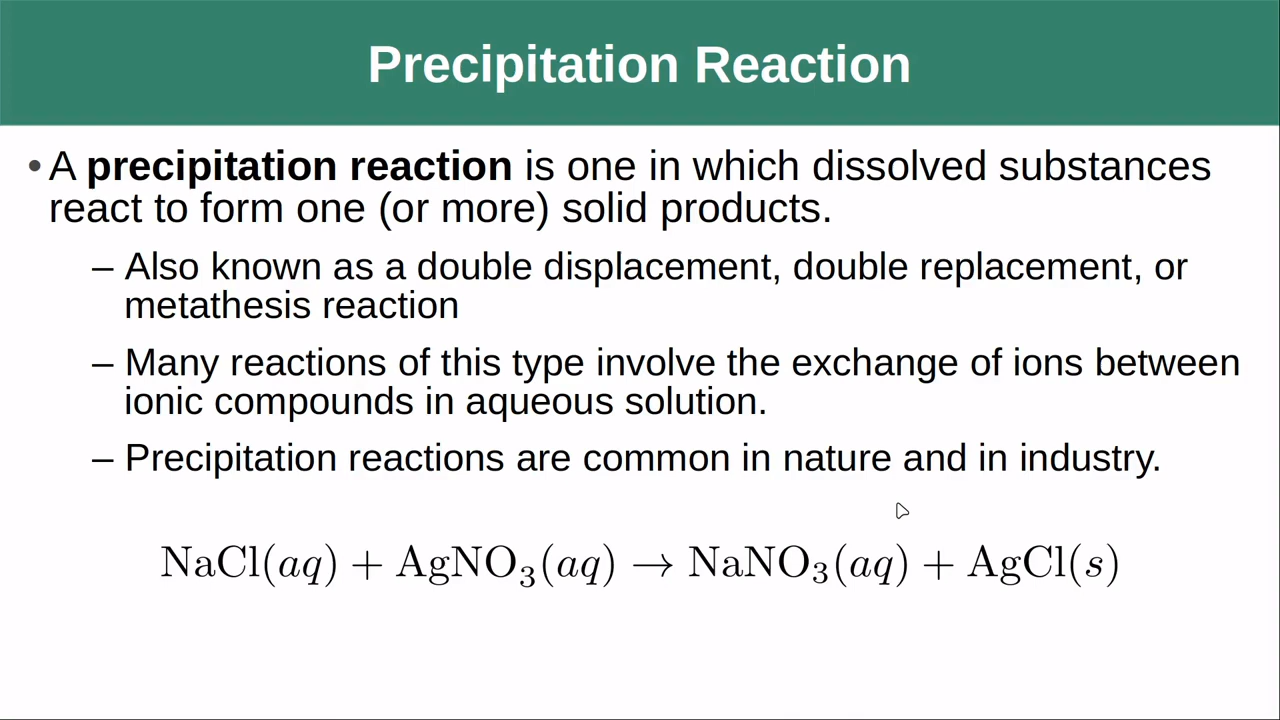 Precipitation Reaction
• A precipitation reaction is one in which dissolved substances
react to form one (or more) solid products.
– Also known as a double displacement, double replacement, or
metathesis reaction
– Many reactions of this type involve the exchange of ions between
ionic compounds in aqueous solution.
– Precipitation reactions are common in nature and in industry.
NaCl(aq) + AgNO₃(aq) → NaNO₃(aq) + AgCl(s)